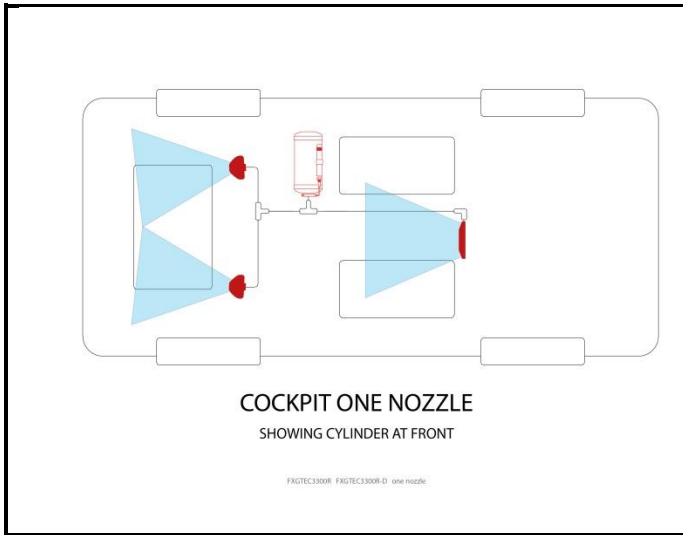 COCKPIT ONE NOZZLE
SHOWING CYLINDER AT FRONT
FXGTEC3300R FXGTEC3300R-D one nozzle